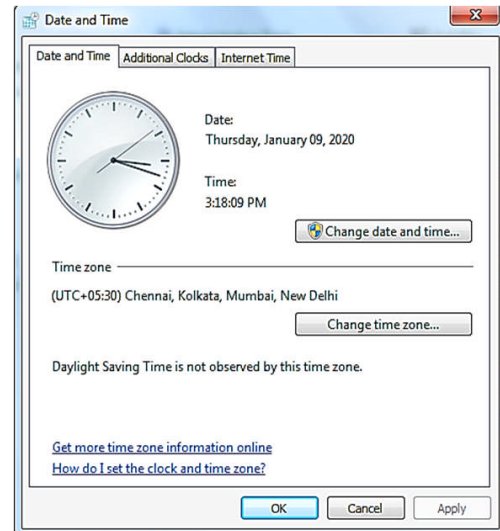 Date and Time
Date and Time Additional Clocks Internet Time
Date:
Thursday, January 09, 2020
Time:
3:18:09 PM
Change date and time...
Time zone
(UTC+05:30) Chennai, Kolkata, Mumbai, New Delhi
Change time zone...
Daylight Saving Time is not observed by this time zone.
Get more time zone information online
How do I set the clock and time zone?
OK Cancel Apply